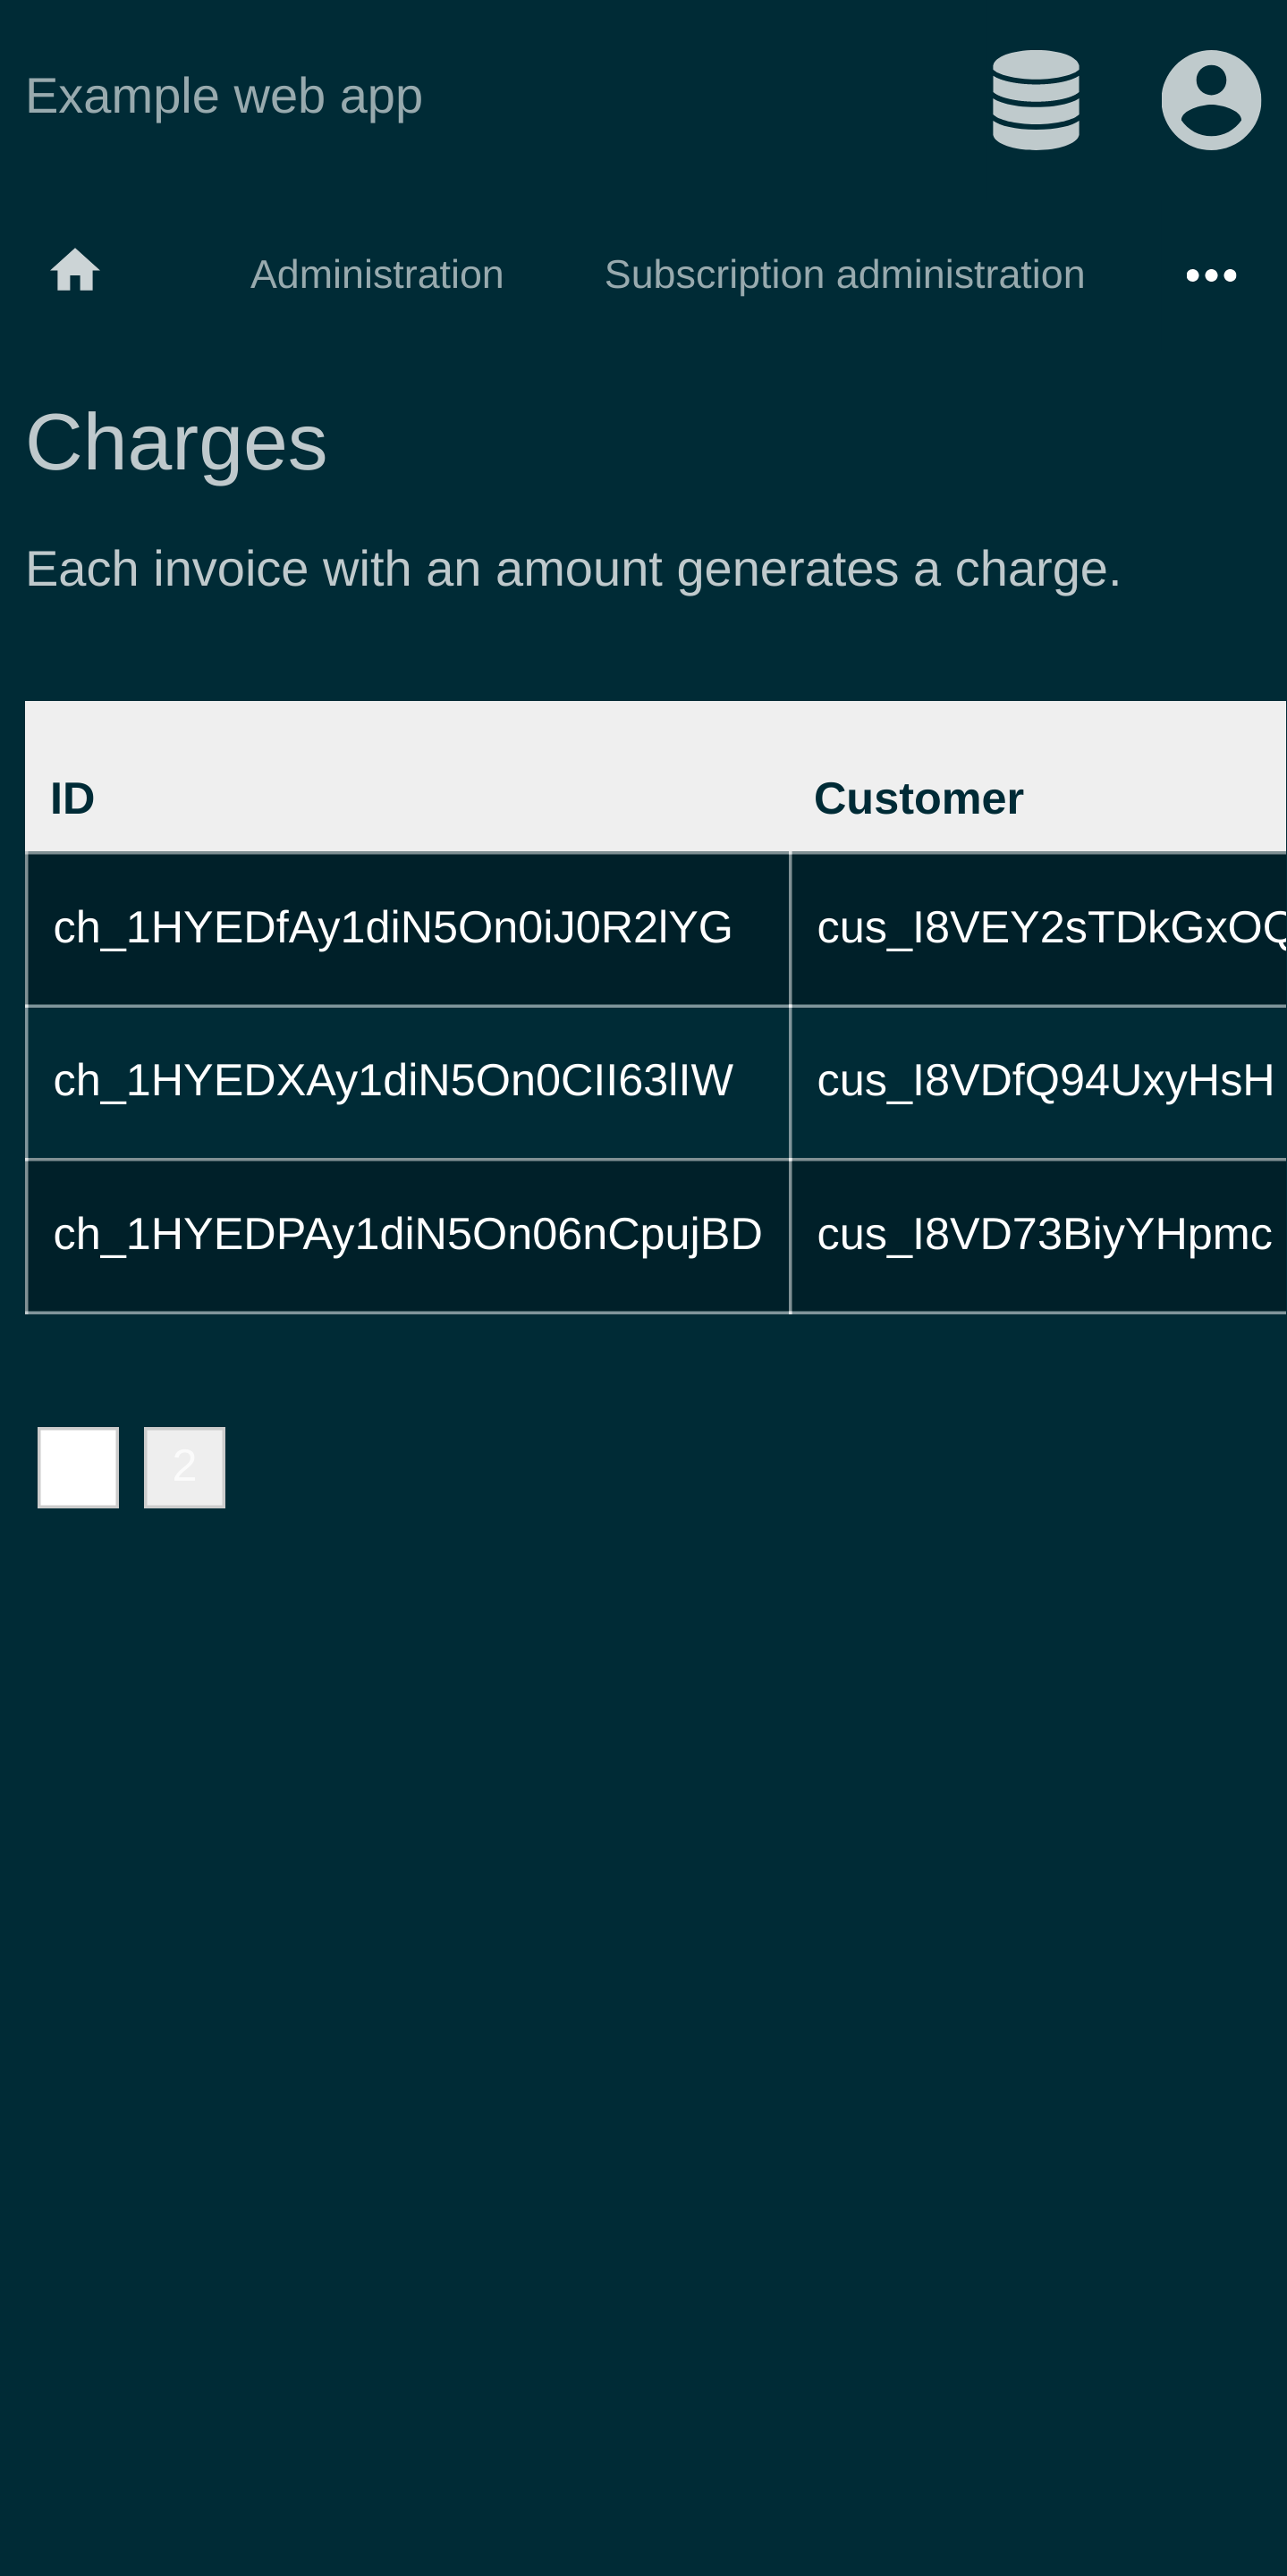 Example web app
Administration Subscription administration
Charges
Each invoice with an amount generates a charge.
ID Customer
ch_1HYEDfAy1diN5On0iJ0R2lYG
ch_1HYEDXAy1diN5On0CII63lIW cus_I8VDfQ94UxyHsH
ch_1HYEDPAy1diN5On06nCpujBD cus_I8VD73BiyYHpmc
2